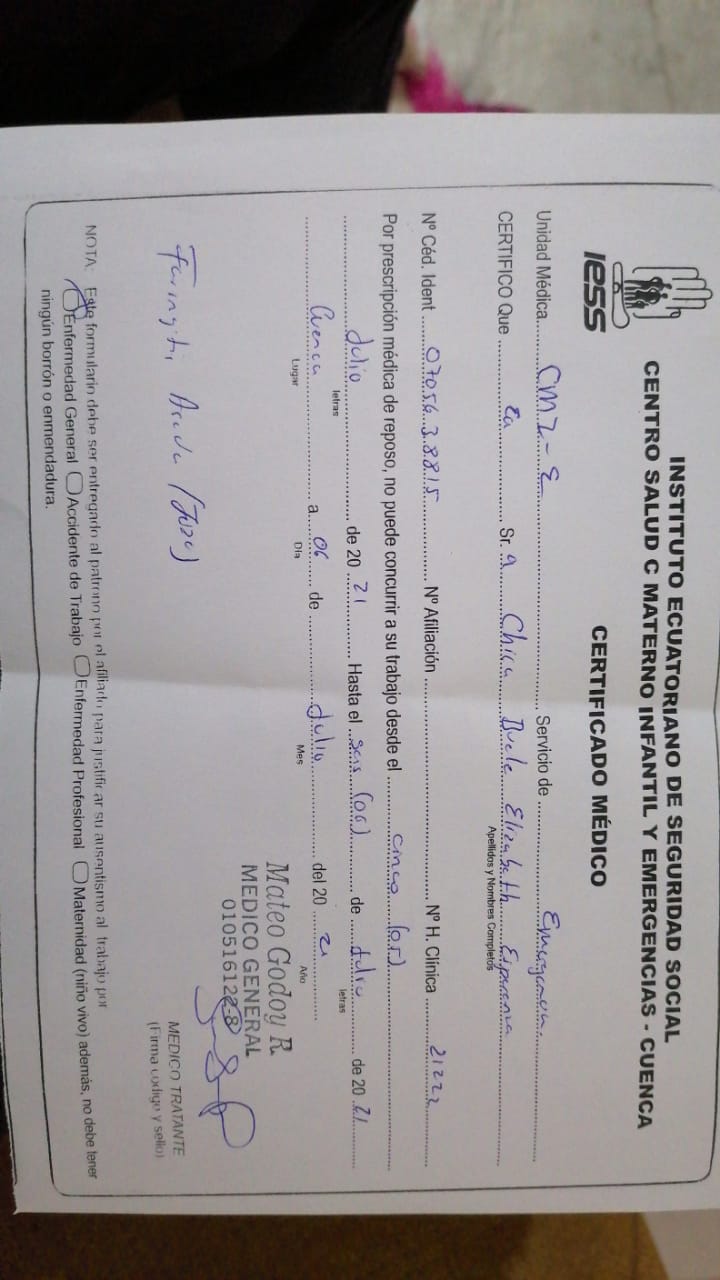 INSTITUTO ECUATORIANO DE SEGURIDAD SOCIAL
CENTRO SALUD C MATERNO INFANTIL Y EMERGENCIAS - CUENCA
IESS
CERTIFICADO MÉDICO
Unidad Médica CMI - E Servicio de Emergencia.
CERTIFICO Que La Sr. a Chica Buele Elizabeth Esperanza
Apellidos y Nombres Completos
Nº Céd. Ident 0705638815 Nº Afiliación Nº H. Clínica 21222
Por prescripción médica de reposo, no puede concurrir a su trabajo desde el cinco (05)
Julio de 20 21 Hasta el seis (06) de Julio de 20 21
letras letras
Cuenca a 06 de Julio del 20 21
Lugar Día Mes Año
Mateo Godoy R.
MEDICO GENERAL
0105161228-8
Faringitis Aguda (J020)
MEDICO TRATANTE
(Firma codigo y sello)
NOTA: Este formulario debe ser entregado al patrono por el afiliado para justificar su ausentismo al trabajo por
Enfermedad General Accidente de Trabajo Enfermedad Profesional Maternidad (niño vivo) además, no debe tener
ningún borrón o enmendadura.